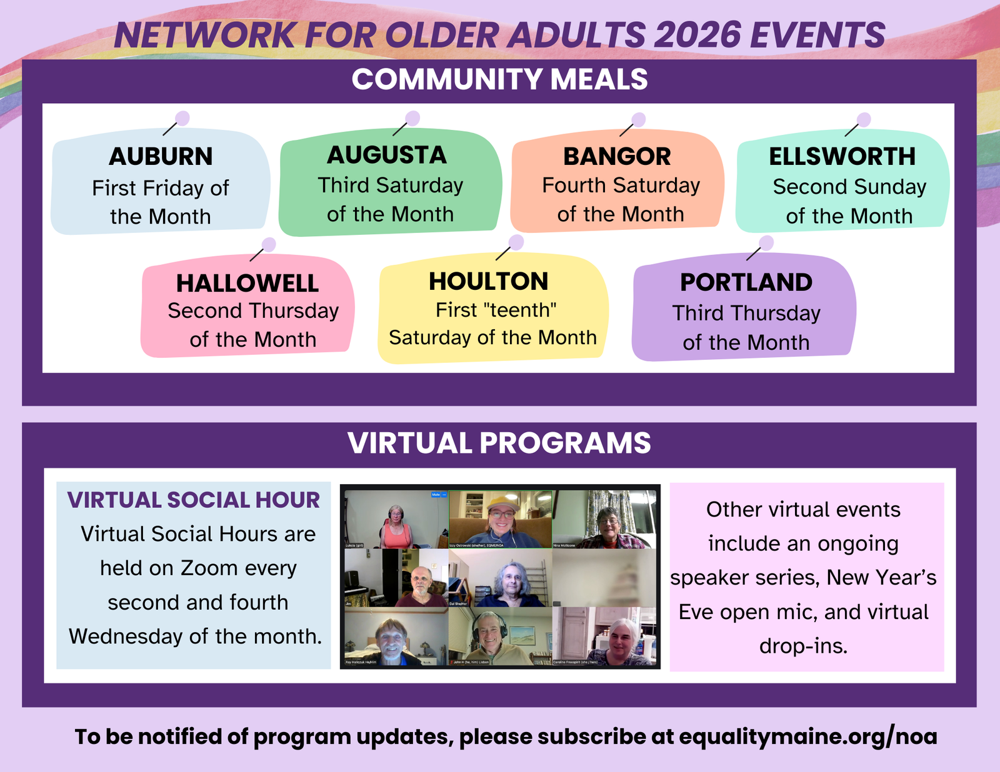 NETWORK FOR OLDER ADULTS 2026 EVENTS
COMMUNITY MEALS
AUBURN
First Friday of
the Month
AUGUSTA
Third Saturday
of the Month
BANGOR
Fourth Saturday
of the Month
ELLSWORTH
Second Sunday
of the Month
HALLOWELL
Second Thursday
of the Month
HOULTON
First "teenth"
Saturday of the Month
PORTLAND
Third Thursday
of the Month
VIRTUAL PROGRAMS
VIRTUAL SOCIAL HOUR
Virtual Social Hours are
held on Zoom every
second and fourth
Wednesday of the month.
Mute
(girl)
Izzy Ostrowski (she/her), EQME/NOA
Nina Mollicone
Jim
Dal She/Her
Ray He/Him
John H (he, him) Lisbon
Caroline Freespirit (she / hers)
Other virtual events
include an ongoing
speaker series, New Year’s
Eve open mic, and virtual
drop-ins.
To be notified of program updates, please subscribe at equalitymaine.org/noa